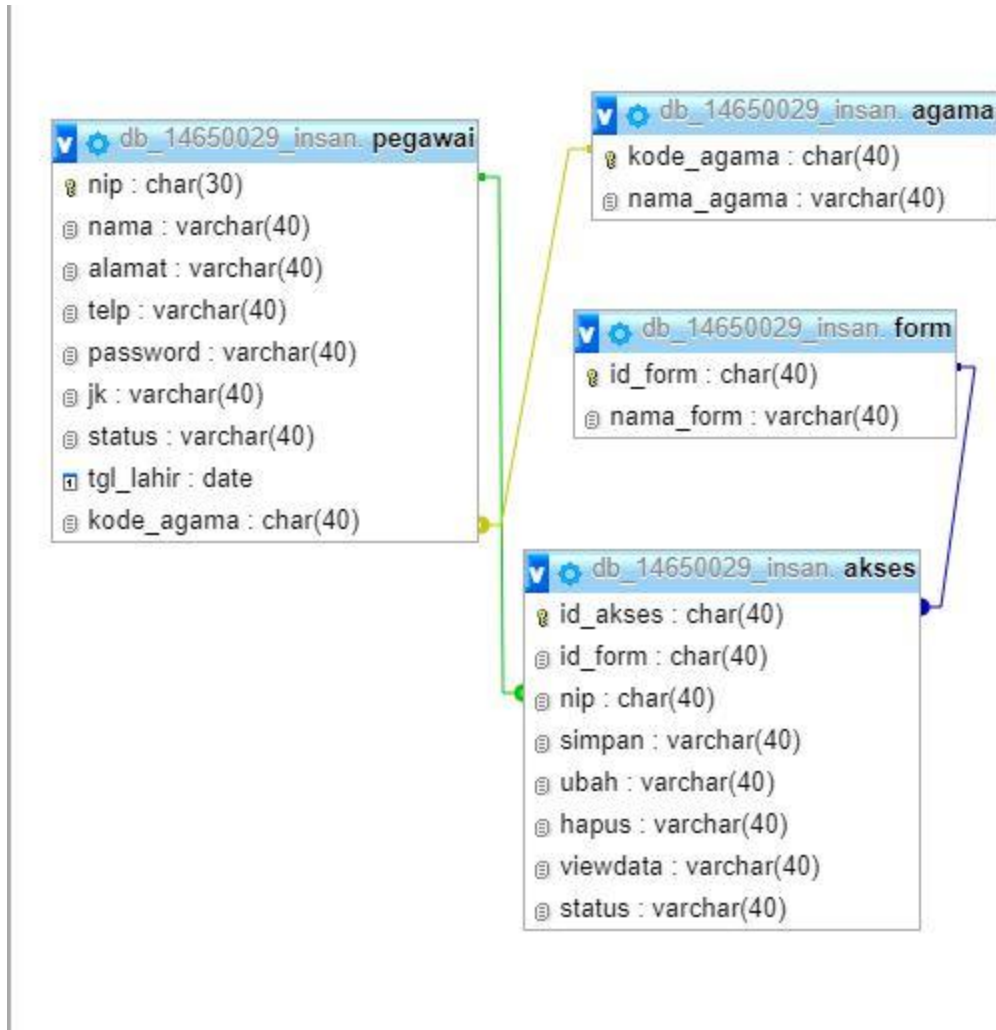 db_14650029_insan. pegawai
nip : char(30)
nama : varchar(40)
alamat : varchar(40)
telp : varchar(40)
password : varchar(40)
jk : varchar(40)
status : varchar(40)
tgl_lahir : date
kode_agama : char(40)
db_14650029_insan. agama
kode_agama : char(40)
nama_agama : varchar(40)
db_14650029_insan. form
id_form : char(40)
nama_form : varchar(40)
db_14650029_insan. akses
id_akses : char(40)
id_form : char(40)
nip : char(40)
simpan : varchar(40)
ubah : varchar(40)
hapus : varchar(40)
viewdata : varchar(40)
status : varchar(40)